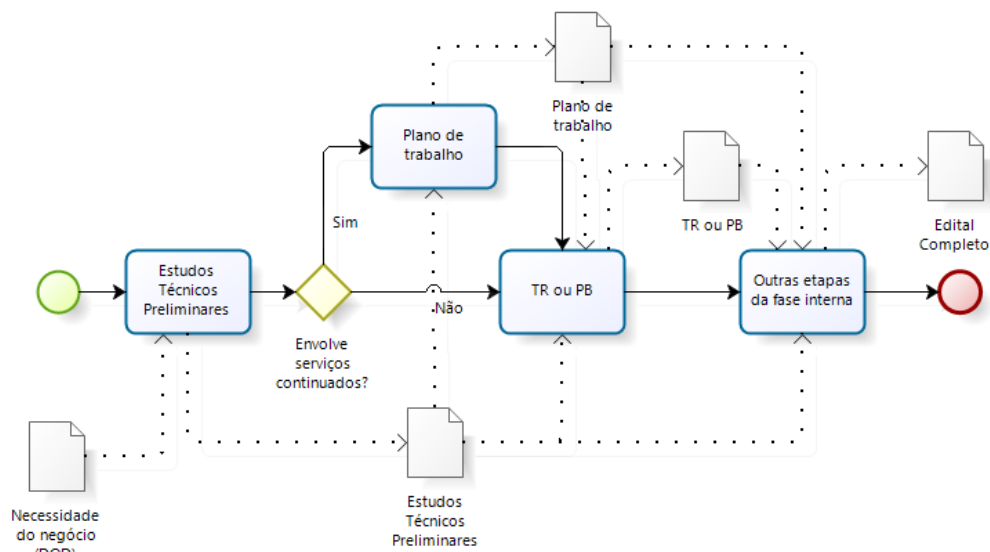 Plano de
trabalho
Plano de
trabalho
TR ou PB
Edital
Completo
Sim
Estudos
Técnicos
Preliminares
Não
TR ou PB
Outras etapas
da fase interna
Envolve
serviços
continuados?
Necessidade
do negócio
Estudos
Técnicos
Preliminares